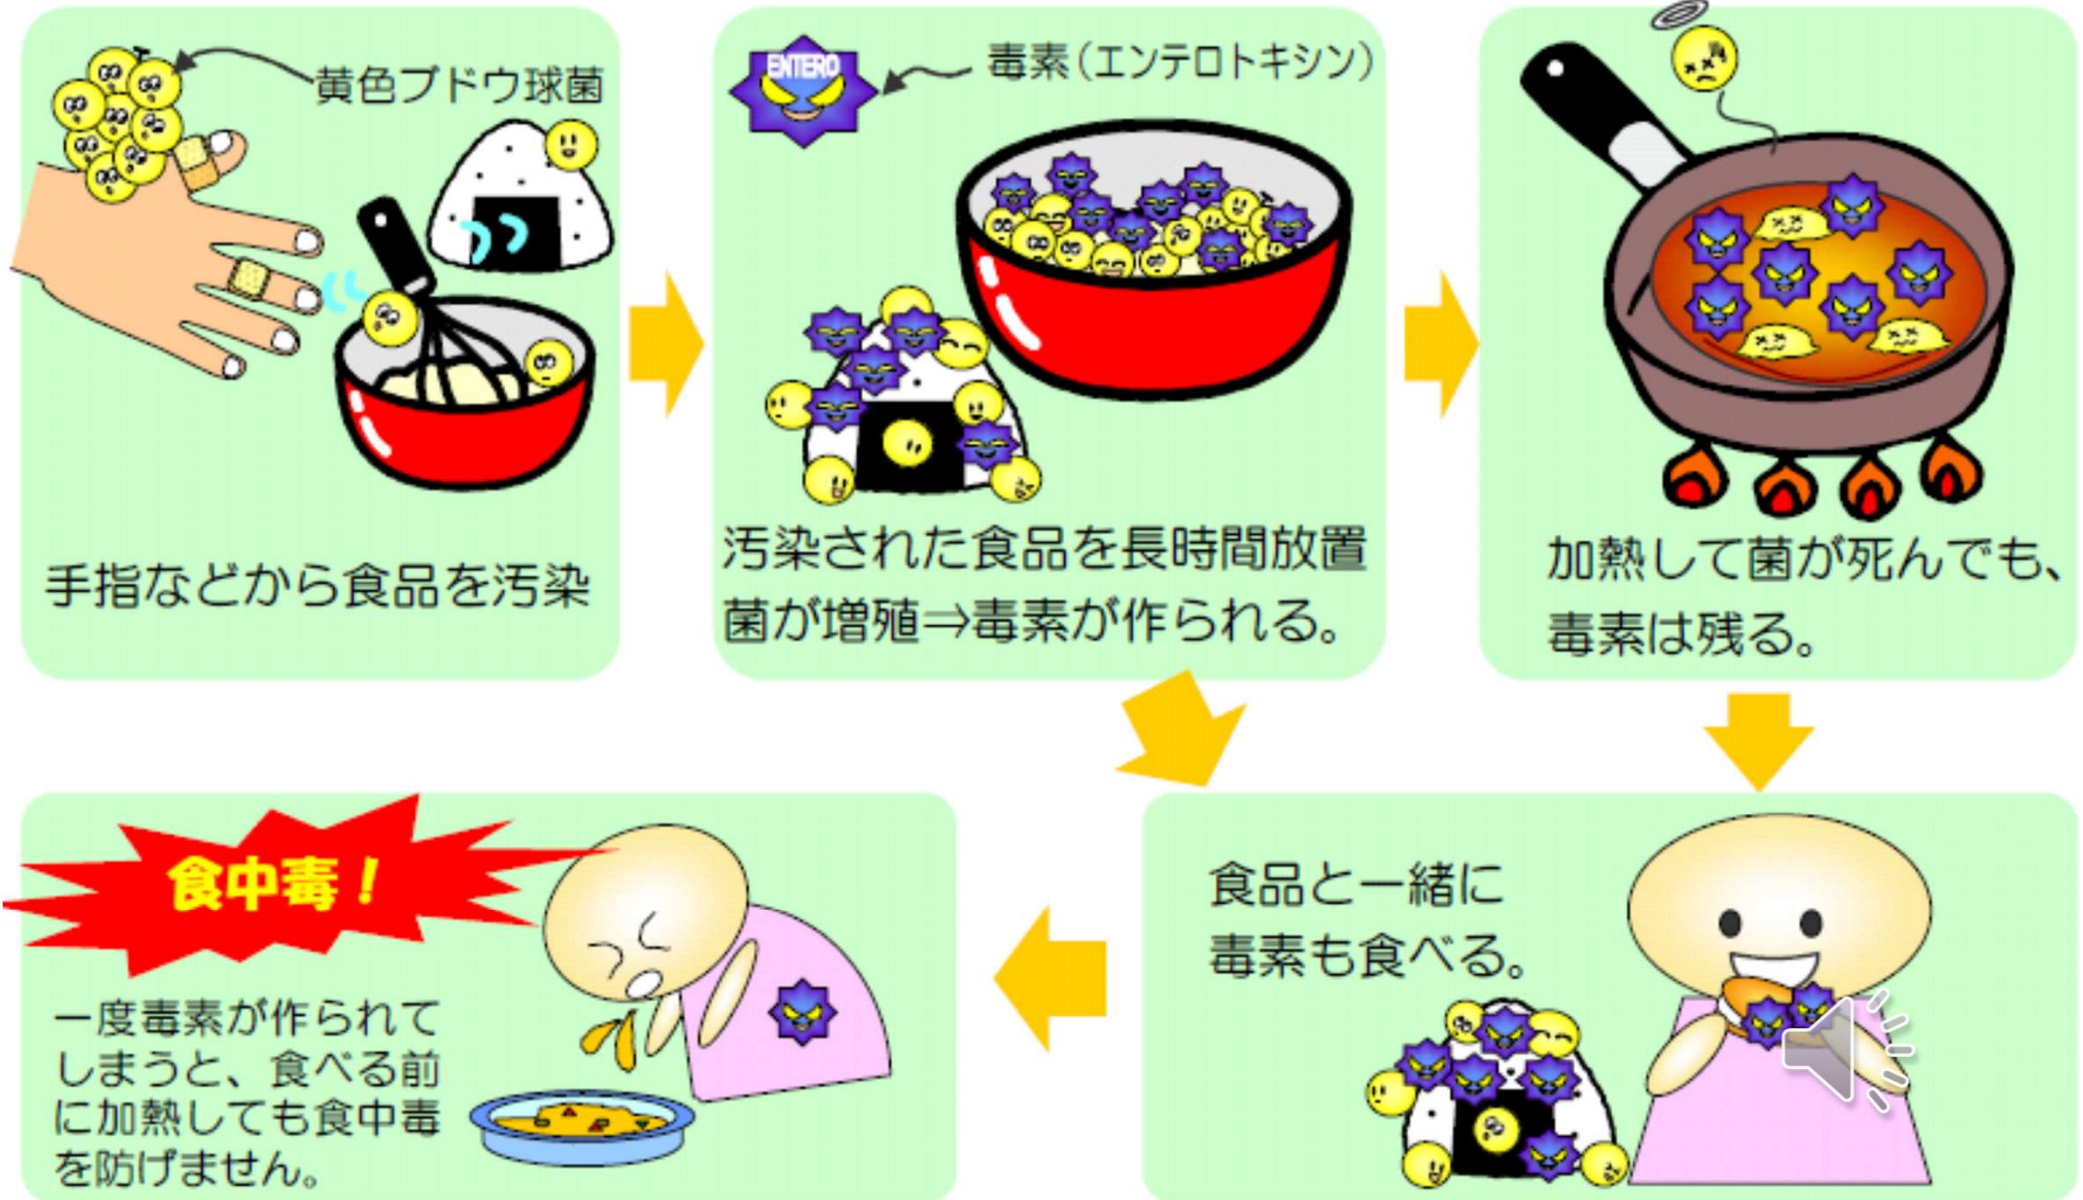 黄色ブドウ球菌
手指などから食品を汚染
ENTERO
毒素（エンテロトキシン）
汚染された食品を長時間放置
菌が増殖⇒毒素が作られる。
加熱して菌が死んでも、
毒素は残る。
食品と一緒に
毒素も食べる。
食中毒！
一度毒素が作られて
しまうと、食べる前
に加熱しても食中毒
を防げません。